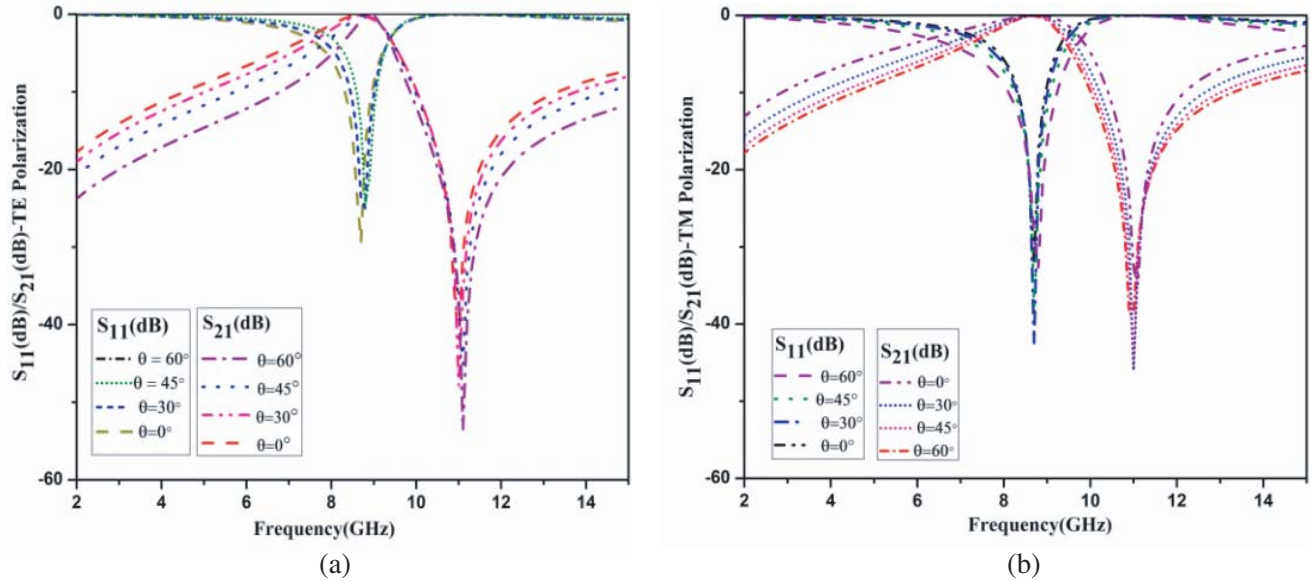 S11(dB)/S21(dB)-TE Polarization
0
-20
-40
-60
S11(dB)
θ = 60°
θ = 45°
θ=30°
θ=0°
S21(dB)
θ=60°
θ=45°
θ=30°
θ=0°
2 4 6 8 10 12 14
Frequency(GHz)
(a)
S11(dB)/S21(dB)-TM Polarization
0
-20
-40
-60
S11(dB)
θ=60°
θ=45°
θ=30°
θ=0°
S21(dB)
θ=0°
θ=30°
θ=45°
θ=60°
2 4 6 8 10 12 14
Frequency(GHz)
(b)